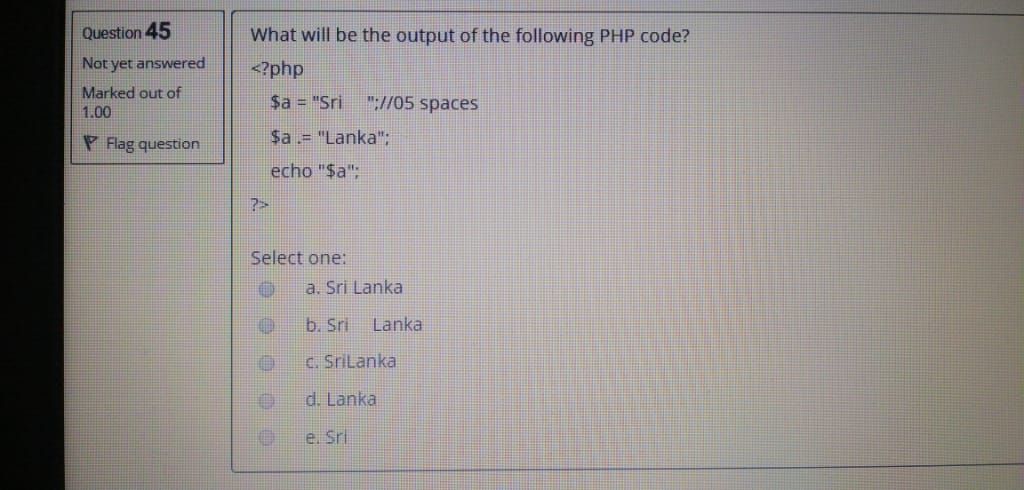 Question 45
Not yet answered
Marked out of
1.00
Flag question
What will be the output of the following PHP code?
<?php
$a = "Sri     ";//05 spaces
$a .= "Lanka";
echo "$a";
?>
Select one:
a. Sri Lanka
b. Sri     Lanka
c. SriLanka
d. Lanka
e. Sri